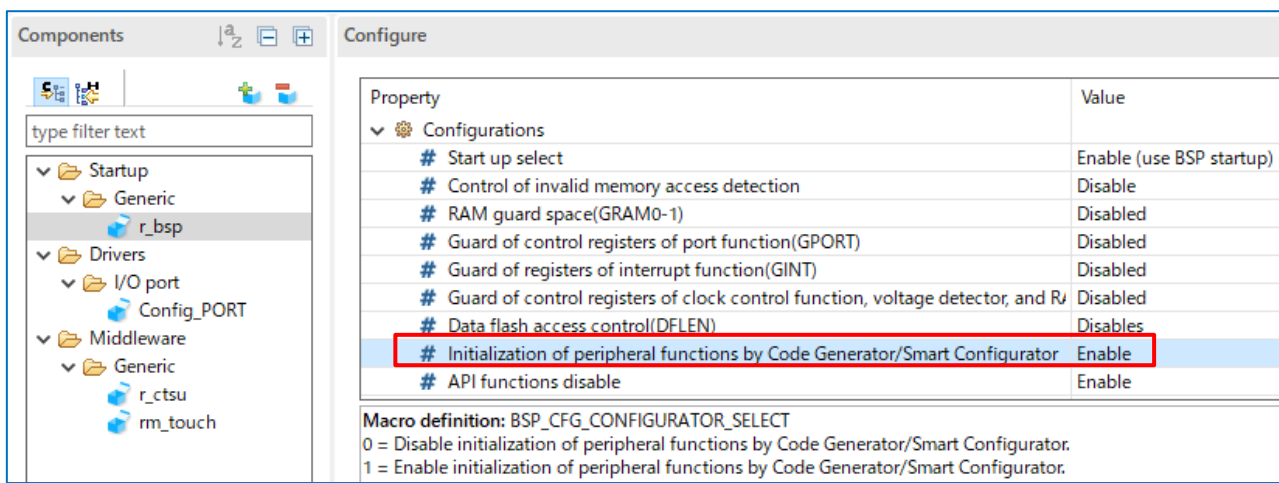 Components
Configure
type filter text
Startup
Generic
r_bsp
Drivers
I/O port
Config_PORT
Middleware
Generic
r_ctsu
rm_touch
Property Value
Configurations
# Start up select Enable (use BSP startup)
# Control of invalid memory access detection Disable
# RAM guard space(GRAM0-1) Disabled
# Guard of control registers of port function(GPORT) Disabled
# Guard of registers of interrupt function(GINT) Disabled
# Guard of control registers of clock control function, voltage detector, and Disabled
# Data flash access control(DFLEN) Disables
# Initialization of peripheral functions by Code Generator/Smart Configurator Enable
# API functions disable Enable
Macro definition: BSP_CFG_CONFIGURATOR_SELECT
0 = Disable initialization of peripheral functions by Code Generator/Smart Configurator.
1 = Enable initialization of peripheral functions by Code Generator/Smart Configurator.